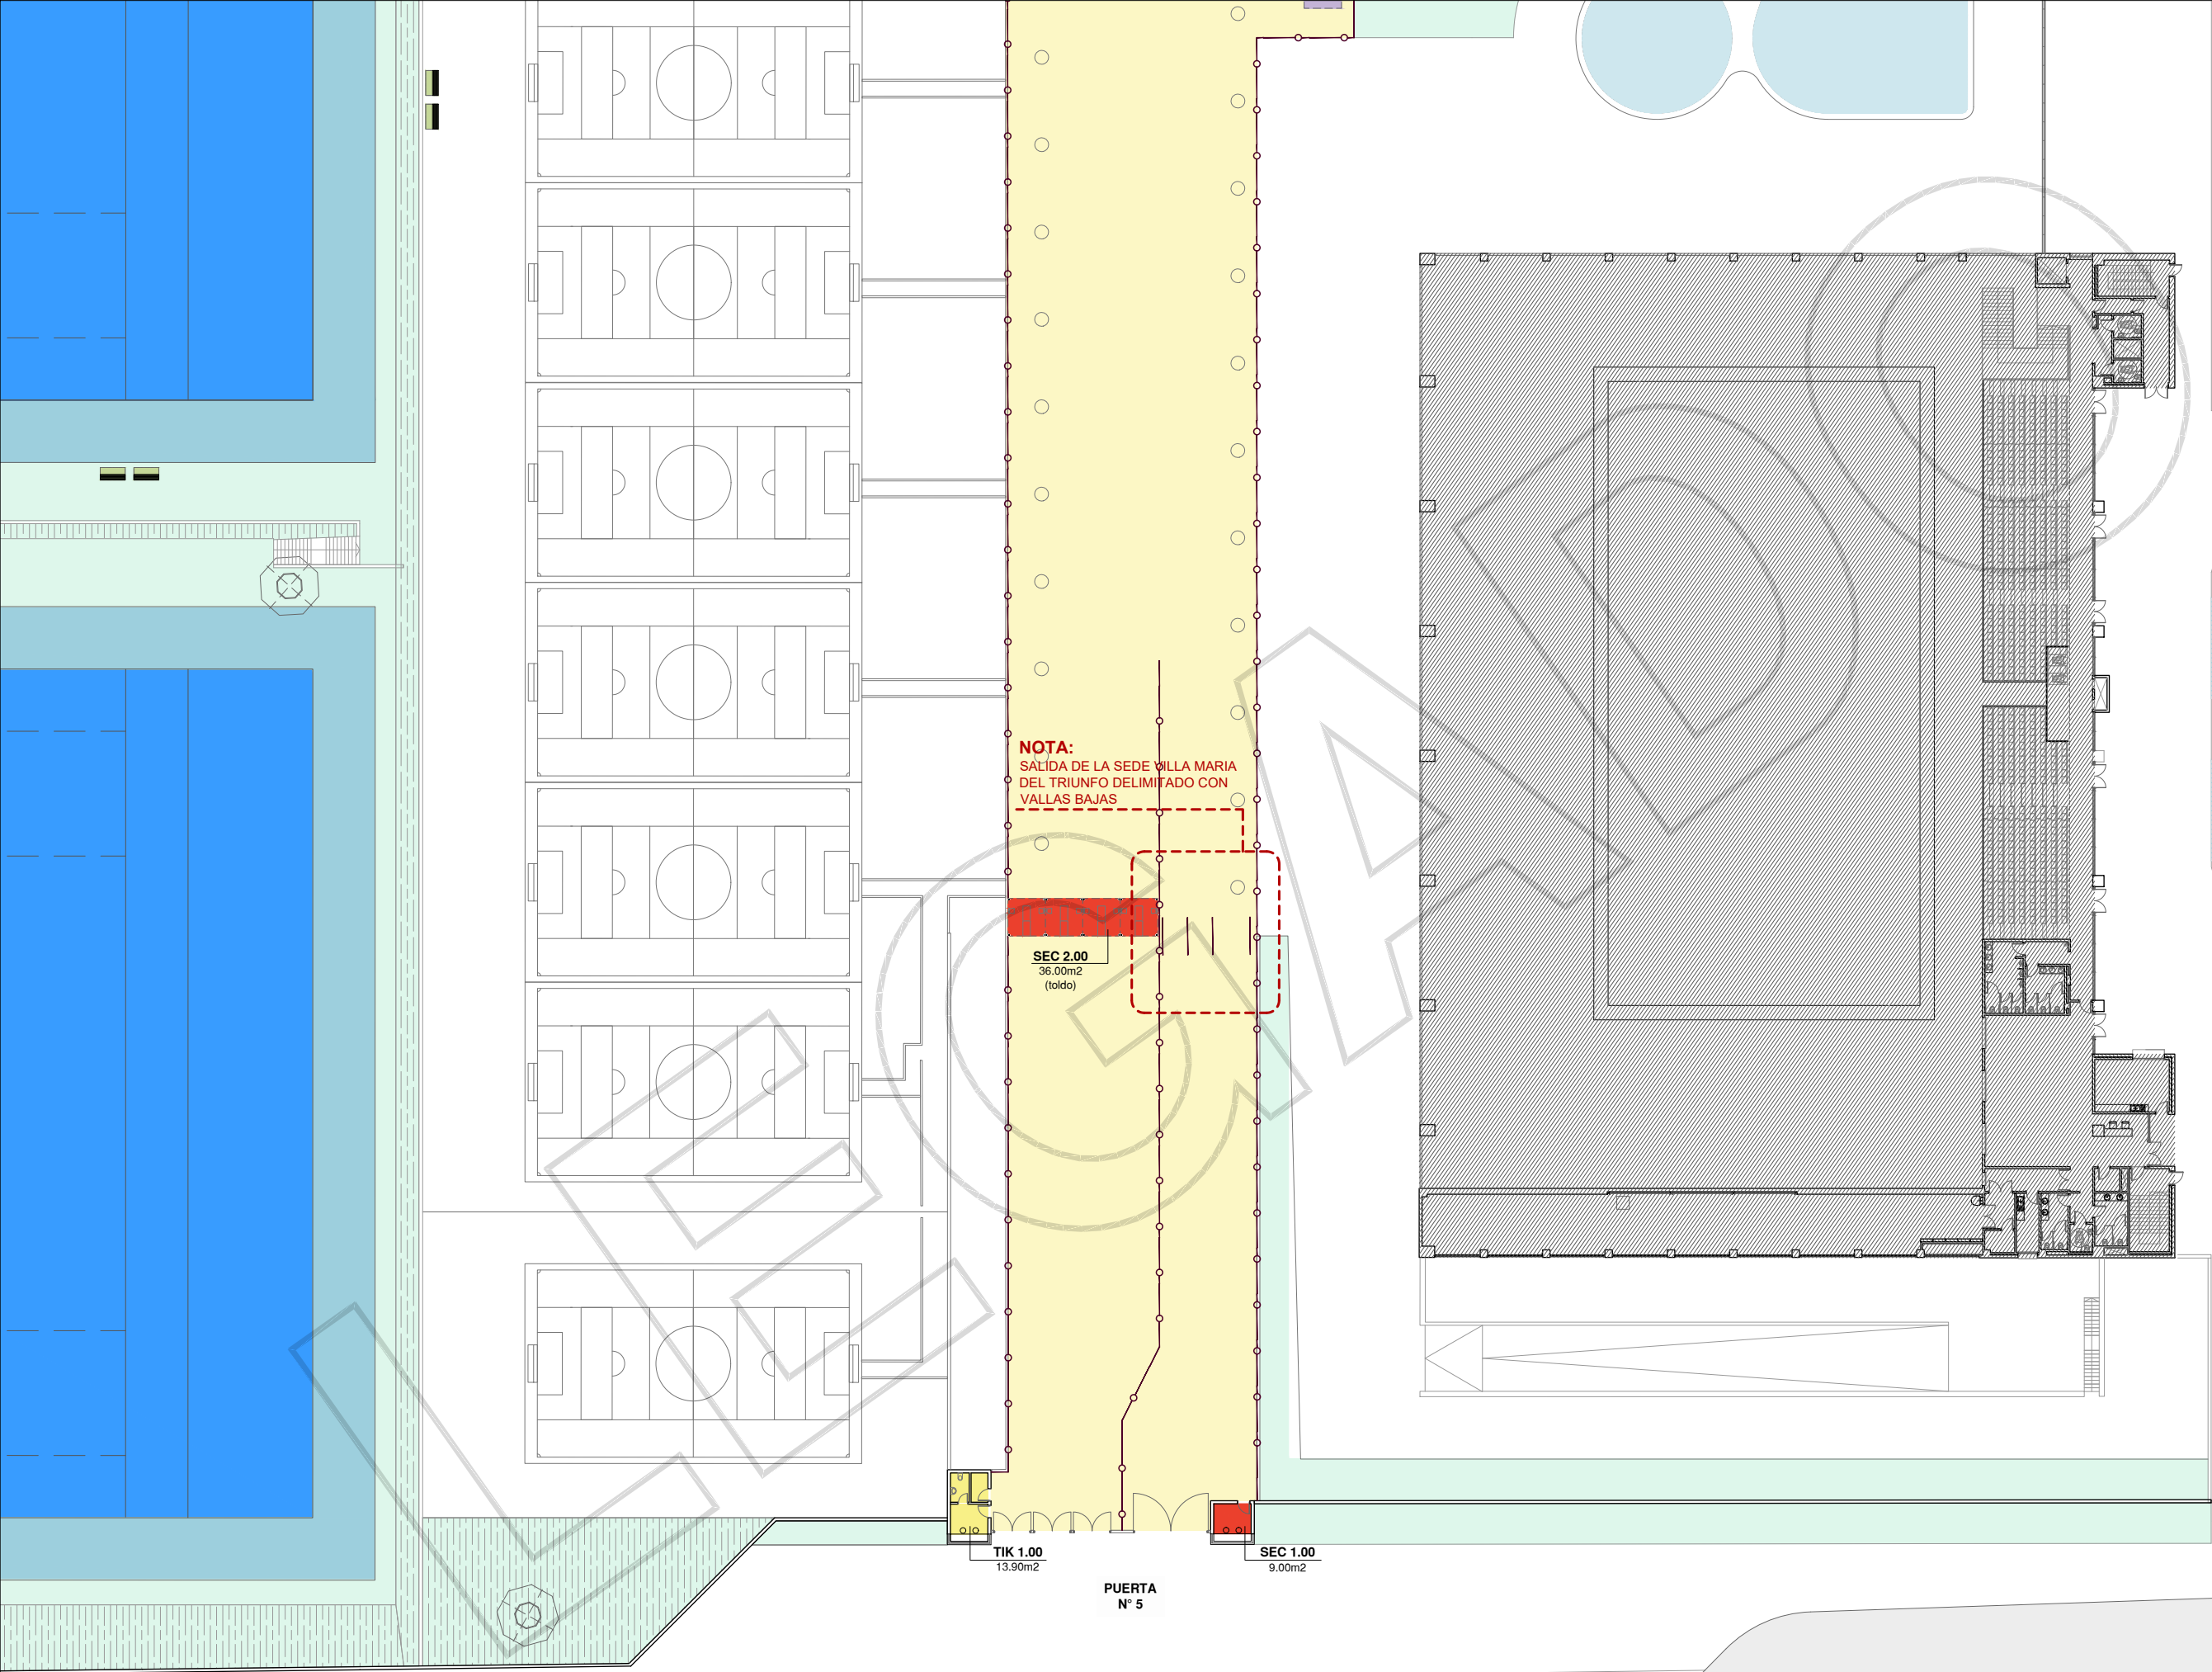 NOTA:
SALIDA DE LA SEDE VILLA MARIA
DEL TRIUNFO DELIMITADO CON
VALLAS BAJAS
SEC 2.00
36.00m2
(toldo)
TIK 1.00
13.90m2
SEC 1.00
9.00m2
PUERTA
N° 5
LEGADO